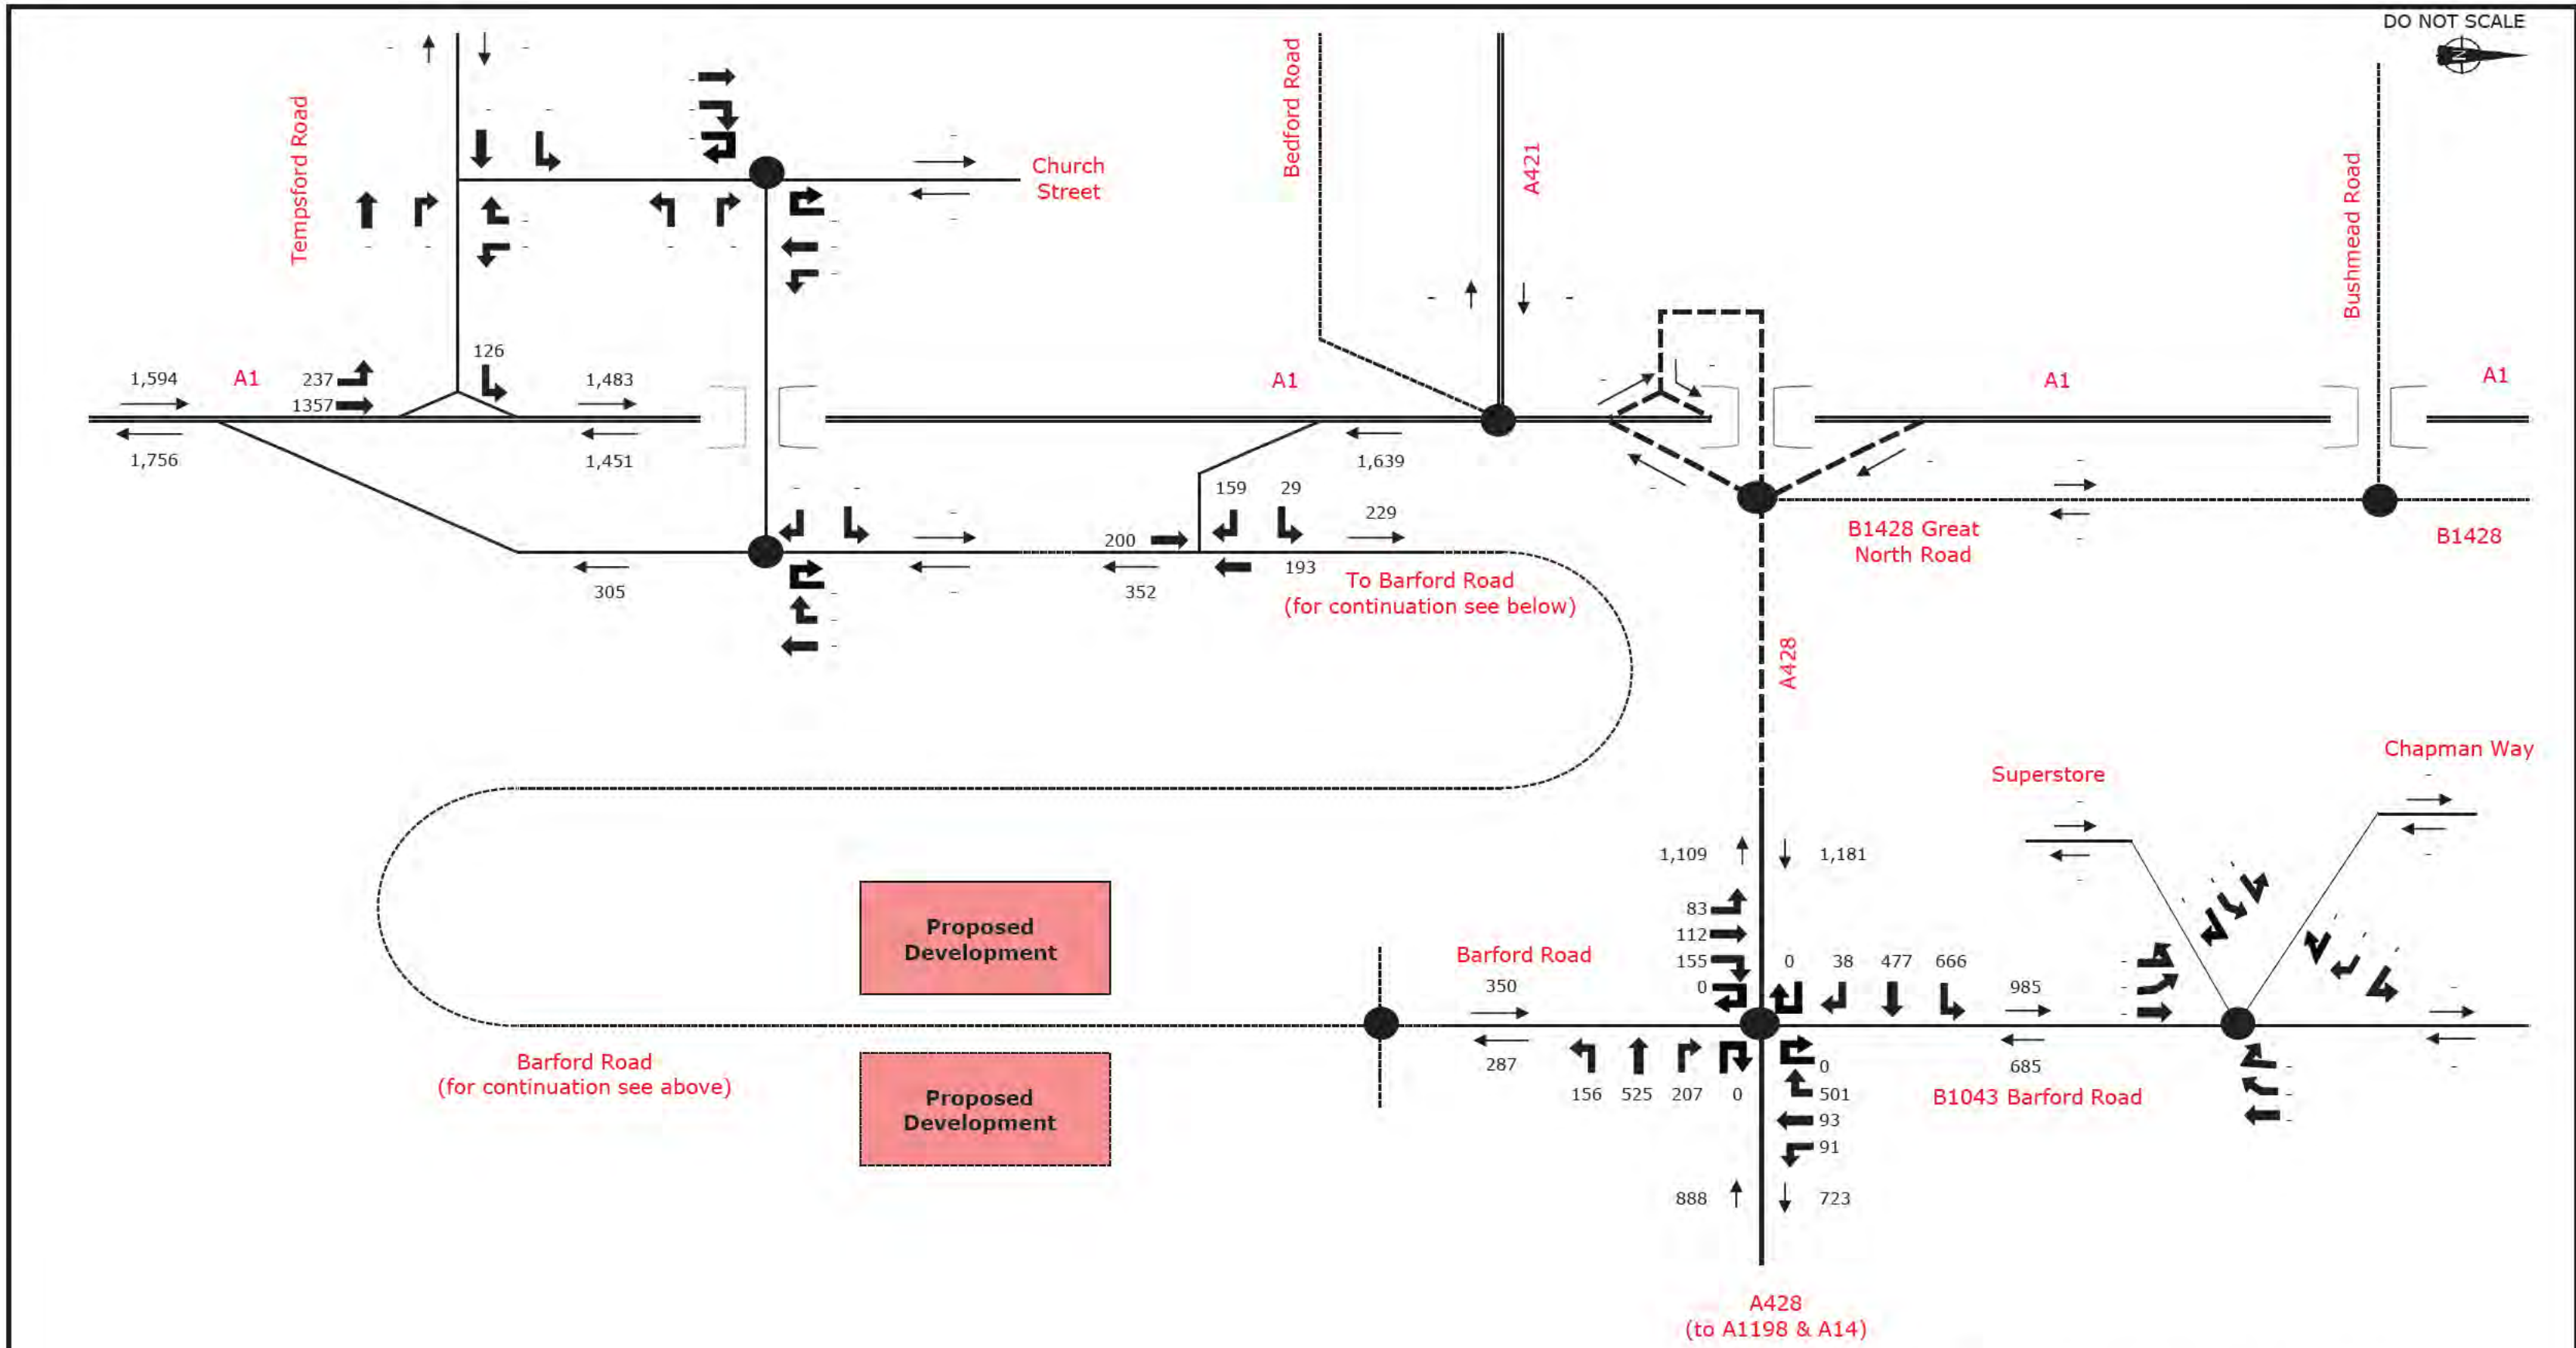 DO NOT SCALE
N
Tempsford Road
Church
Street
Bedford Road
A421
Bushmead Road
1,594
A1
237
1357
126
1,483
A1
A1
A1
1,756
1,451
1,639
159
29
229
200
B1428 Great
North Road
B1428
305
352
193
To Barford Road
(for continuation see below)
A428
Chapman Way
Superstore
1,109
1,181
Proposed
Development
83
112
155
0
0
38
477
666
Barford Road
350
985
Barford Road
(for continuation see above)
287
685
Proposed
Development
156
525
207
0
0
501
93
91
B1043 Barford Road
888
723
A428
(to A1198 & A14)